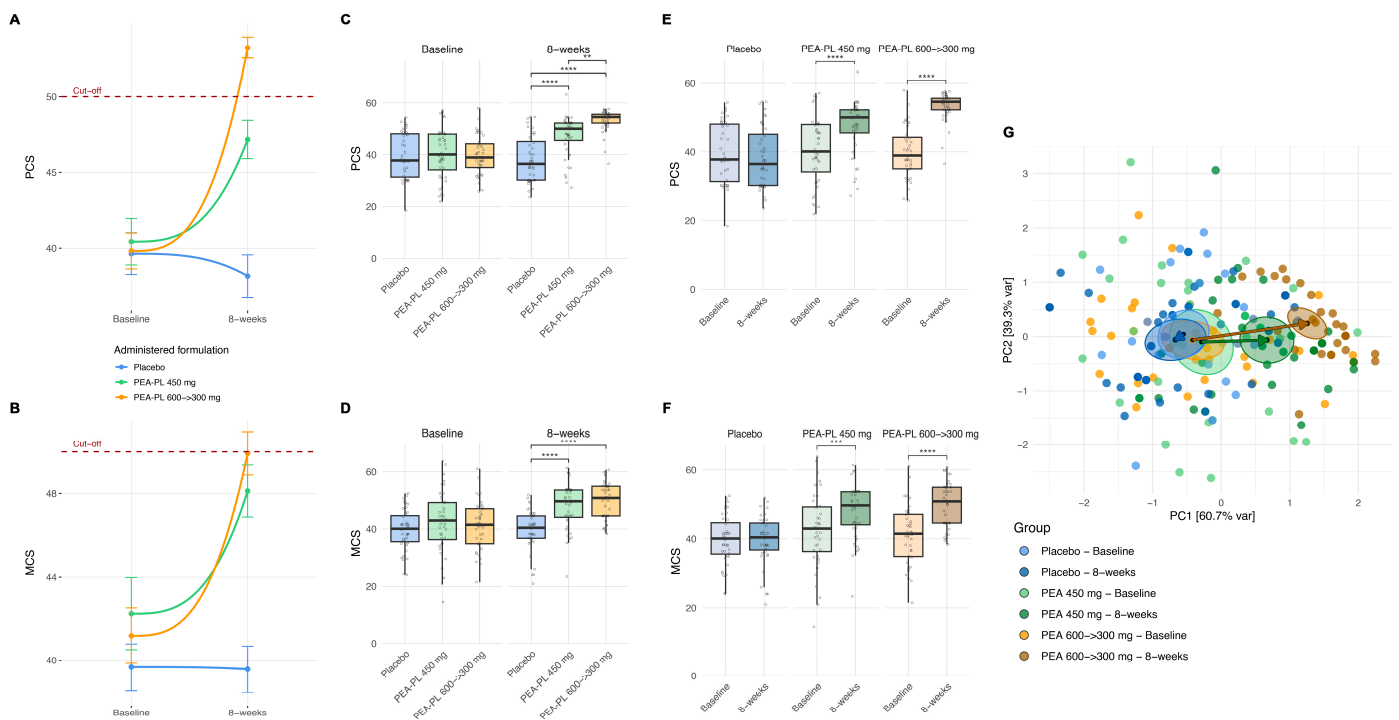 A
PCS
50
45
40
Cut-off
Baseline
8-weeks
Administered formulation
Placebo
PEA-PL 450 mg
PEA-PL 600->300 mg
B
MCS
48
44
40
Cut-off
Baseline
8-weeks
C
Baseline
8-weeks
**
****
****
PCS
60
40
20
0
Placebo
PEA-PL 450 mg
PEA-PL 600->300 mg
Placebo
PEA-PL 450 mg
PEA-PL 600->300 mg
D
Baseline
8-weeks
****
****
MCS
60
40
20
0
Placebo
PEA-PL 450 mg
PEA-PL 600->300 mg
Placebo
PEA-PL 450 mg
PEA-PL 600->300 mg
E
Placebo
PEA-PL 450 mg
PEA-PL 600->300 mg
****
****
PCS
60
40
20
0
Baseline
8-weeks
Baseline
8-weeks
Baseline
8-weeks
F
Placebo
PEA-PL 450 mg
PEA-PL 600->300 mg
***
****
MCS
60
40
20
0
Baseline
8-weeks
Baseline
8-weeks
Baseline
8-weeks
G
PC2 [39.3% var]
3
2
1
0
−1
−2
−2
−1
0
1
2
PC1 [60.7% var]
Group
Placebo − Baseline
Placebo − 8-weeks
PEA 450 mg − Baseline
PEA 450 mg − 8-weeks
PEA 600->300 mg − Baseline
PEA 600->300 mg − 8-weeks